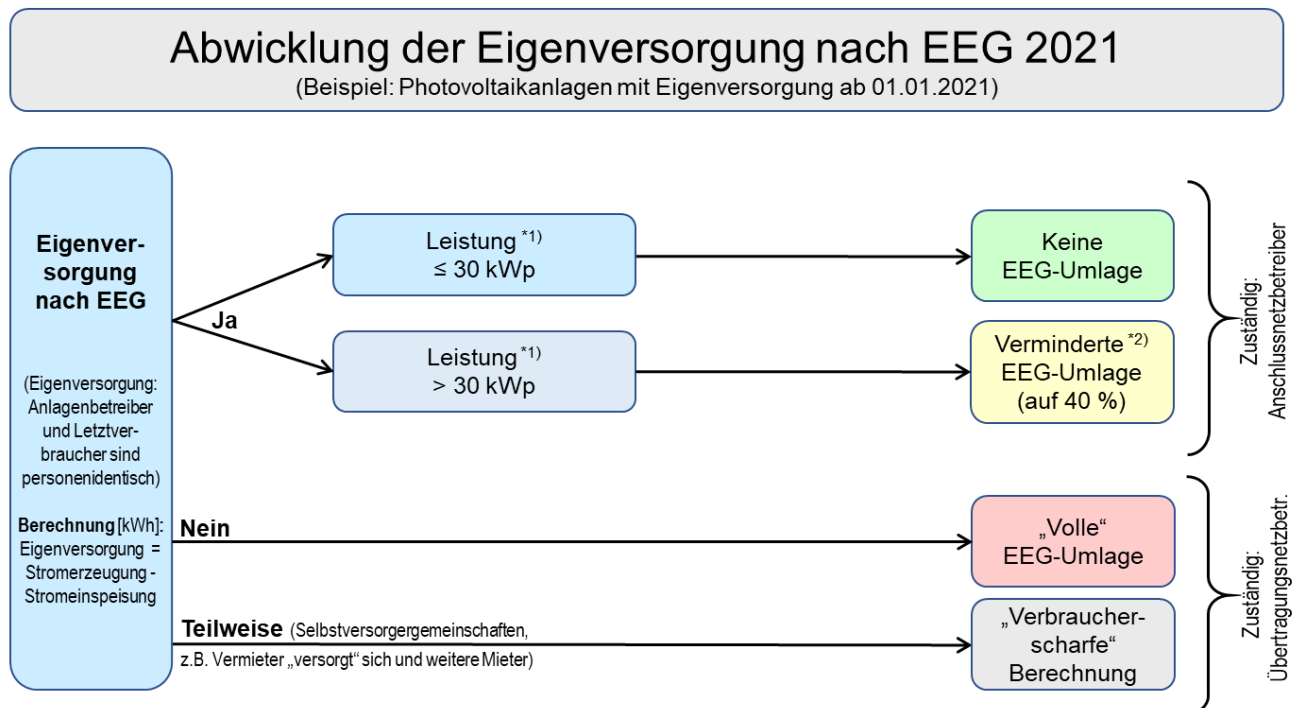 Abwicklung der Eigenversorgung nach EEG 2021
(Beispiel: Photovoltaikanlagen mit Eigenversorgung ab 01.01.2021)
Eigenver-
sorgung
nach EEG
(Eigenversorgung:
Anlagenbetreiber
und Letztver-
braucher sind
personenidentisch)
Berechnung [kWh]:
Eigenversorgung =
Stromerzeugung -
Stromeinspeisung
Ja
Leistung *1)
≤ 30 kWp
Keine
EEG-Umlage
Leistung *1)
> 30 kWp
Verminderte *2)
EEG-Umlage
(auf 40 %)
Zuständig:
Anschlussnetzbetreiber
Nein
„Volle“
EEG-Umlage
Teilweise (Selbstversorgergemeinschaften,
z.B. Vermieter „versorgt“ sich und weitere Mieter)
„Verbraucher-
scharfe“
Berechnung
Zuständig:
Übertragungsnetzbetr.